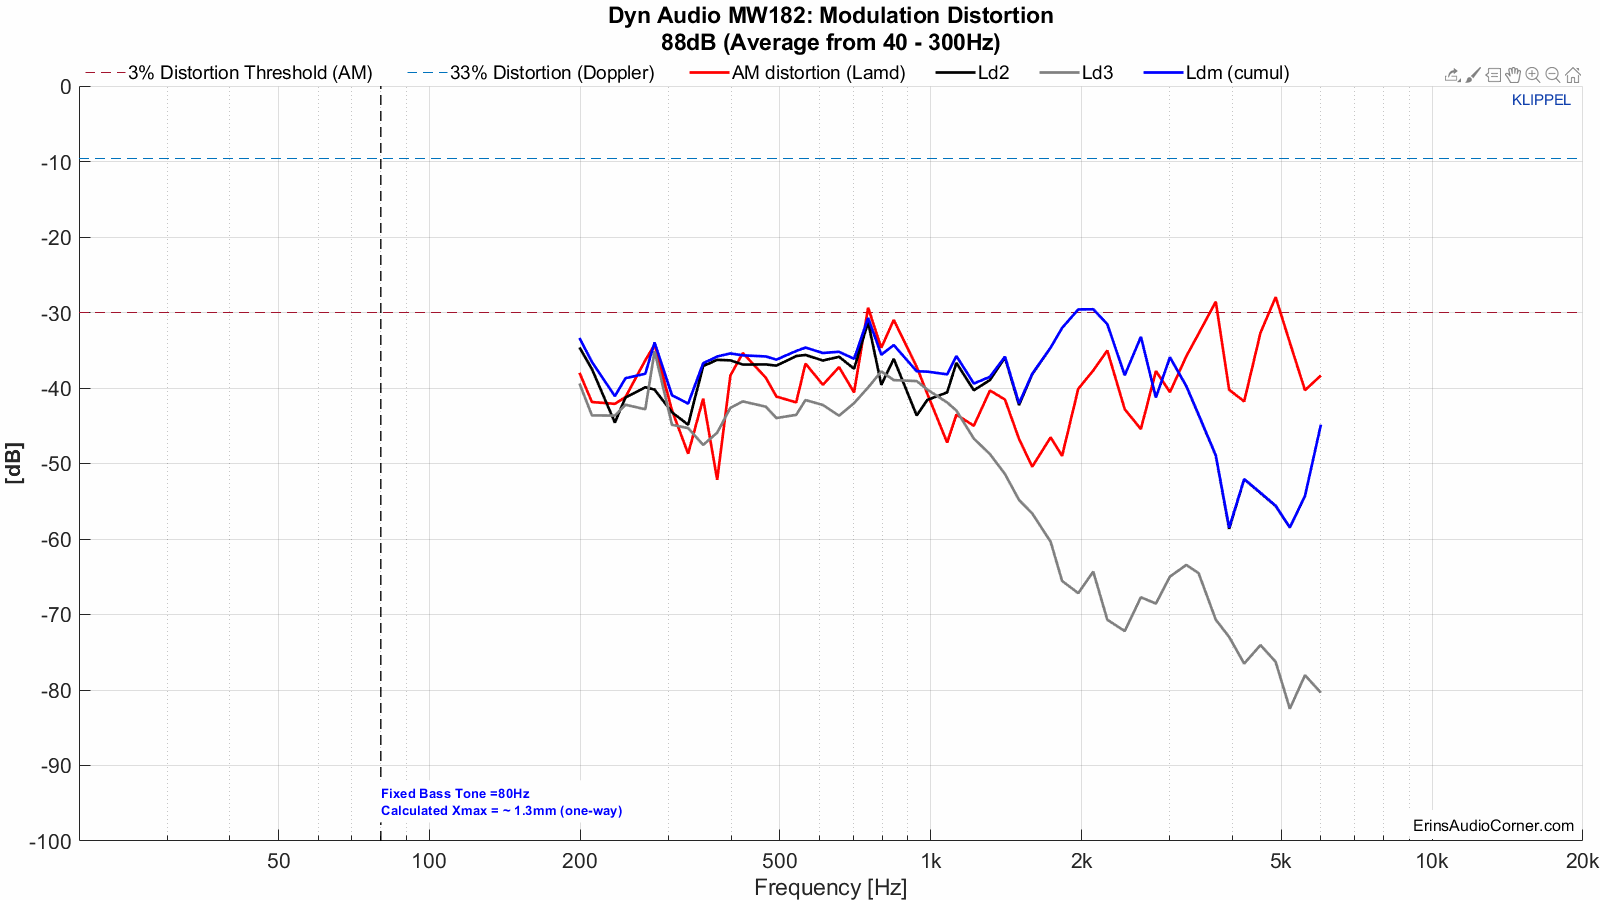 Dyn Audio MW182: Modulation Distortion
88dB (Average from 40 - 300Hz)
3% Distortion Threshold (AM) 33% Distortion (Doppler) AM distortion (Lamd) Ld2 Ld3 Ldm (cumul)
KLIPPEL
0
-10
-20
-30
-40
-50
-60
-70
-80
-90
-100
[dB]
Fixed Bass Tone =80Hz
Calculated Xmax = ~ 1.3mm (one-way)
ErinsAudioCorner.com
50 100 200 500 1k 2k 5k 10k 20k
Frequency [Hz]